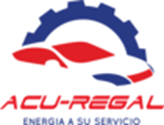 ACU-REGAL
ENERGIA A SU SERVICIO